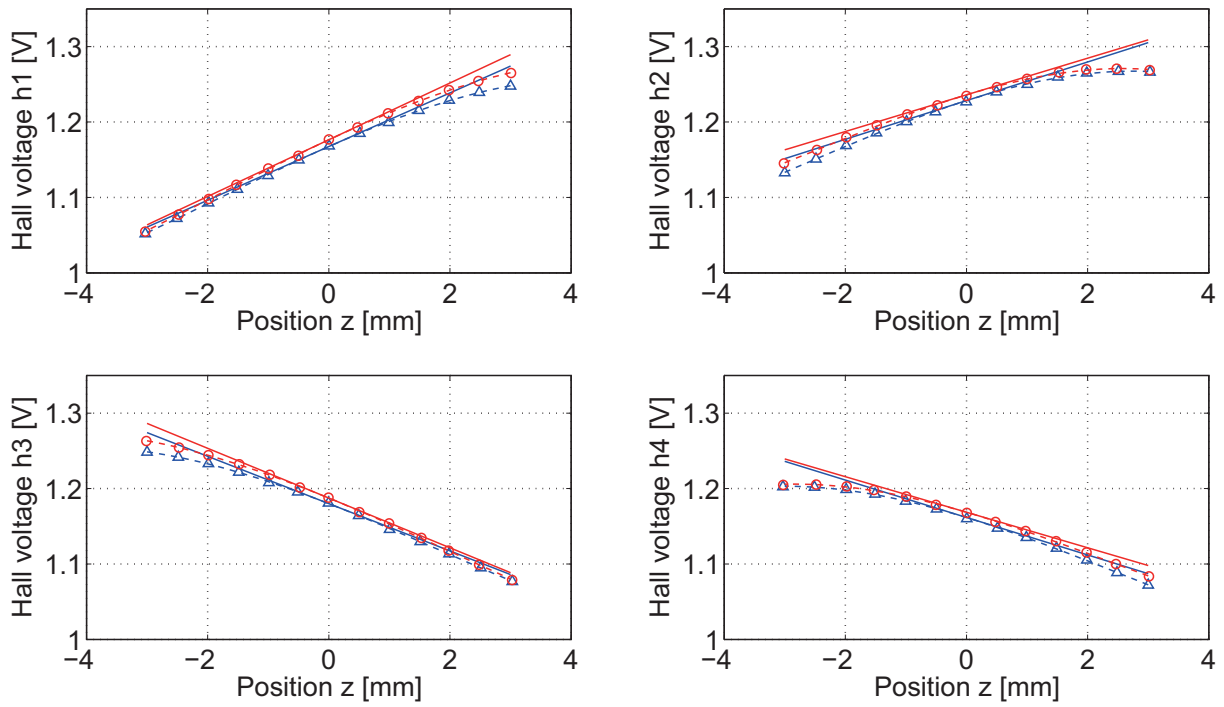 Hall voltage h1 [V]
1.3
1.2
1.1
1
−4 −2 0 2 4
Position z [mm]
Hall voltage h2 [V]
1.3
1.2
1.1
1
−4 −2 0 2 4
Position z [mm]
Hall voltage h3 [V]
1.3
1.2
1.1
1
−4 −2 0 2 4
Position z [mm]
Hall voltage h4 [V]
1.3
1.2
1.1
1
−4 −2 0 2 4
Position z [mm]